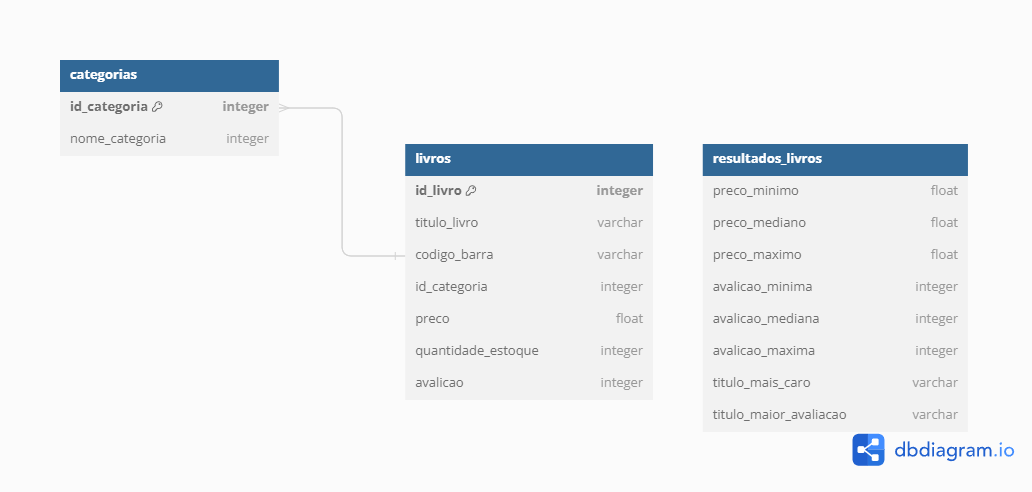 categorias
id_categoria integer
nome_categoria integer
livros
id_livro integer
titulo_livro varchar
codigo_barra varchar
id_categoria integer
preco float
quantidade_estoque integer
avalicao integer
resultados_livros
preco_minimo float
preco_mediano float
preco_maximo float
avalicao_minima integer
avalicao_mediana integer
avalicao_maxima integer
titulo_mais_caro varchar
titulo_maior_avaliacao varchar
dbdiagram.io